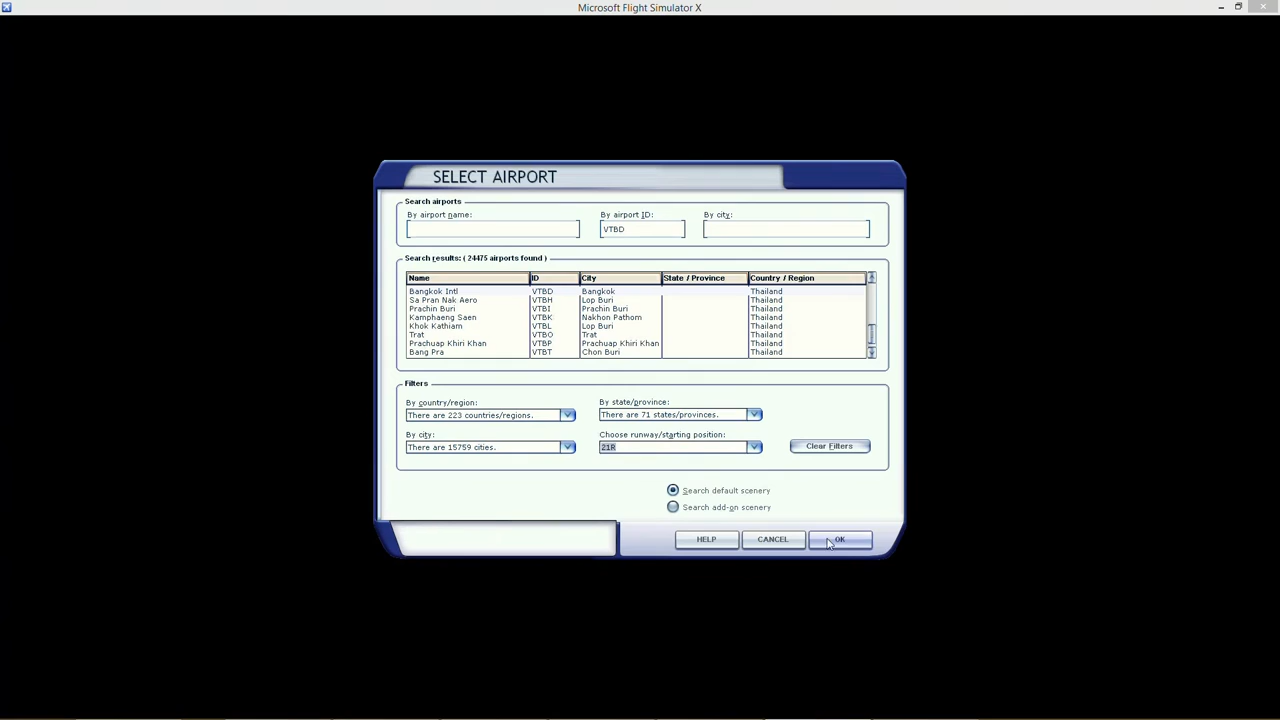 Microsoft Flight Simulator X
SELECT AIRPORT
Search airports
By airport name: By airport ID: By city:
VTBD
Search results: ( 24475 airports found )
Name ID City State / Province Country / Region
Bangkok Intl VTBD Bangkok Thailand
Sa Pran Nak Aero VTBH Lop Buri Thailand
Prachin Buri VTBI Prachin Buri Thailand
Kamphaeng Saen VTBK Nakhon Pathom Thailand
Khok Kathiam VTBL Lop Buri Thailand
Trat VTBO Trat Thailand
Prachuap Khiri Khan VTBP Prachuap Khiri Khan Thailand
Bang Pra VTBT Chon Buri Thailand
Filters
By country/region: By state/province:
There are 223 countries/regions. There are 71 states/provinces.
By city: Choose runway/starting position:
There are 15759 cities. 21R Clear Filters
Search default scenery
Search add-on scenery
HELP CANCEL OK